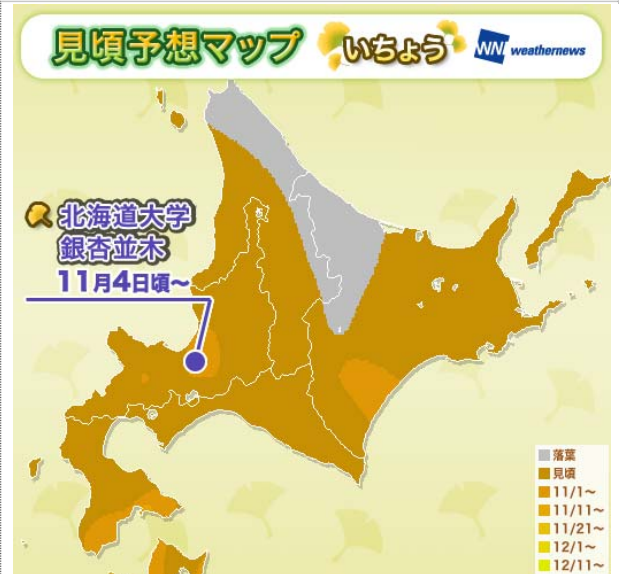 見頃予想マップ いちょう WN weathernews
北海道大学
銀杏並木
11月4日頃～
落葉
見頃
11/1～
11/11～
11/21～
12/1～
12/11～